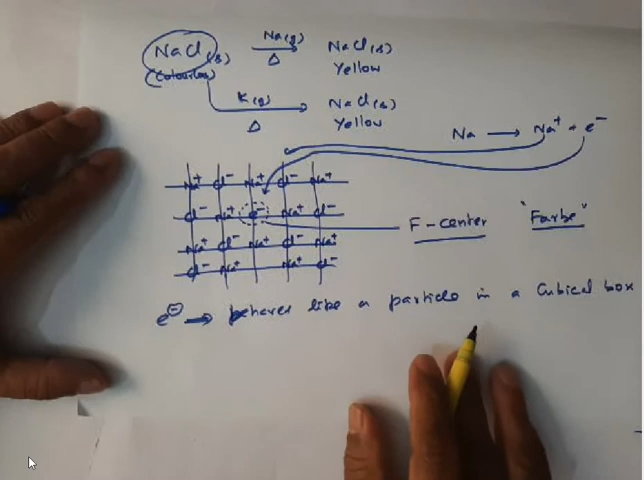 NaCl(s) Na(g) → Δ NaCl(s)
(Colourless) Yellow
K(g) → Δ NaCl(s)
Yellow
Na → Na⁺ + e⁻
Na⁺ Cl⁻ Na⁺ Cl⁻ Na⁺
Cl⁻ Na⁺ e⁻ Na⁺ Cl⁻ F-center "Farbe"
Na⁺ Cl⁻ Na⁺ Cl⁻ Na⁺
Cl⁻ Na⁺ Cl⁻ Na⁺ Cl⁻
e⊖ → behaves like a particle in a Cubical box